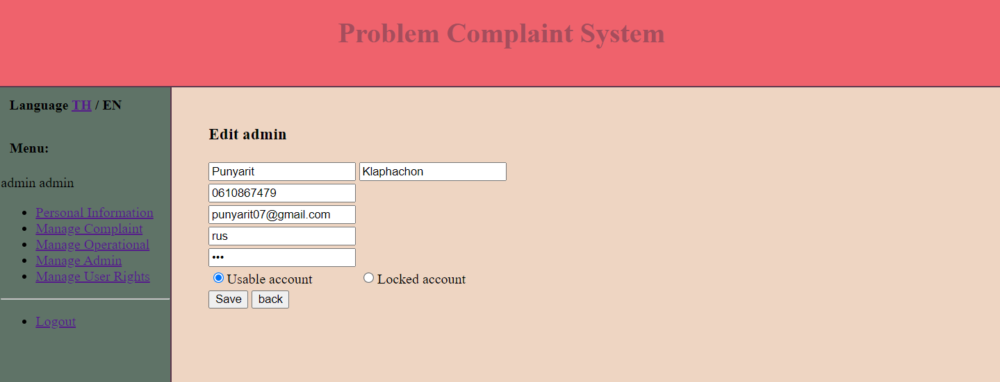 Problem Complaint System
Language TH / EN
Menu:
admin admin
Personal Information
Manage Complaint
Manage Operational
Manage Admin
Manage User Rights
Logout
Edit admin
Punyarit Klaphachon
0610867479
punyarit07@gmail.com
rus
•••
Usable account Locked account
Save back